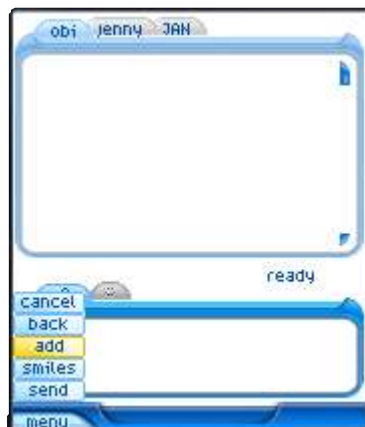 obi jenny JAN
ready
cancel
back
add
smiles
send
menu